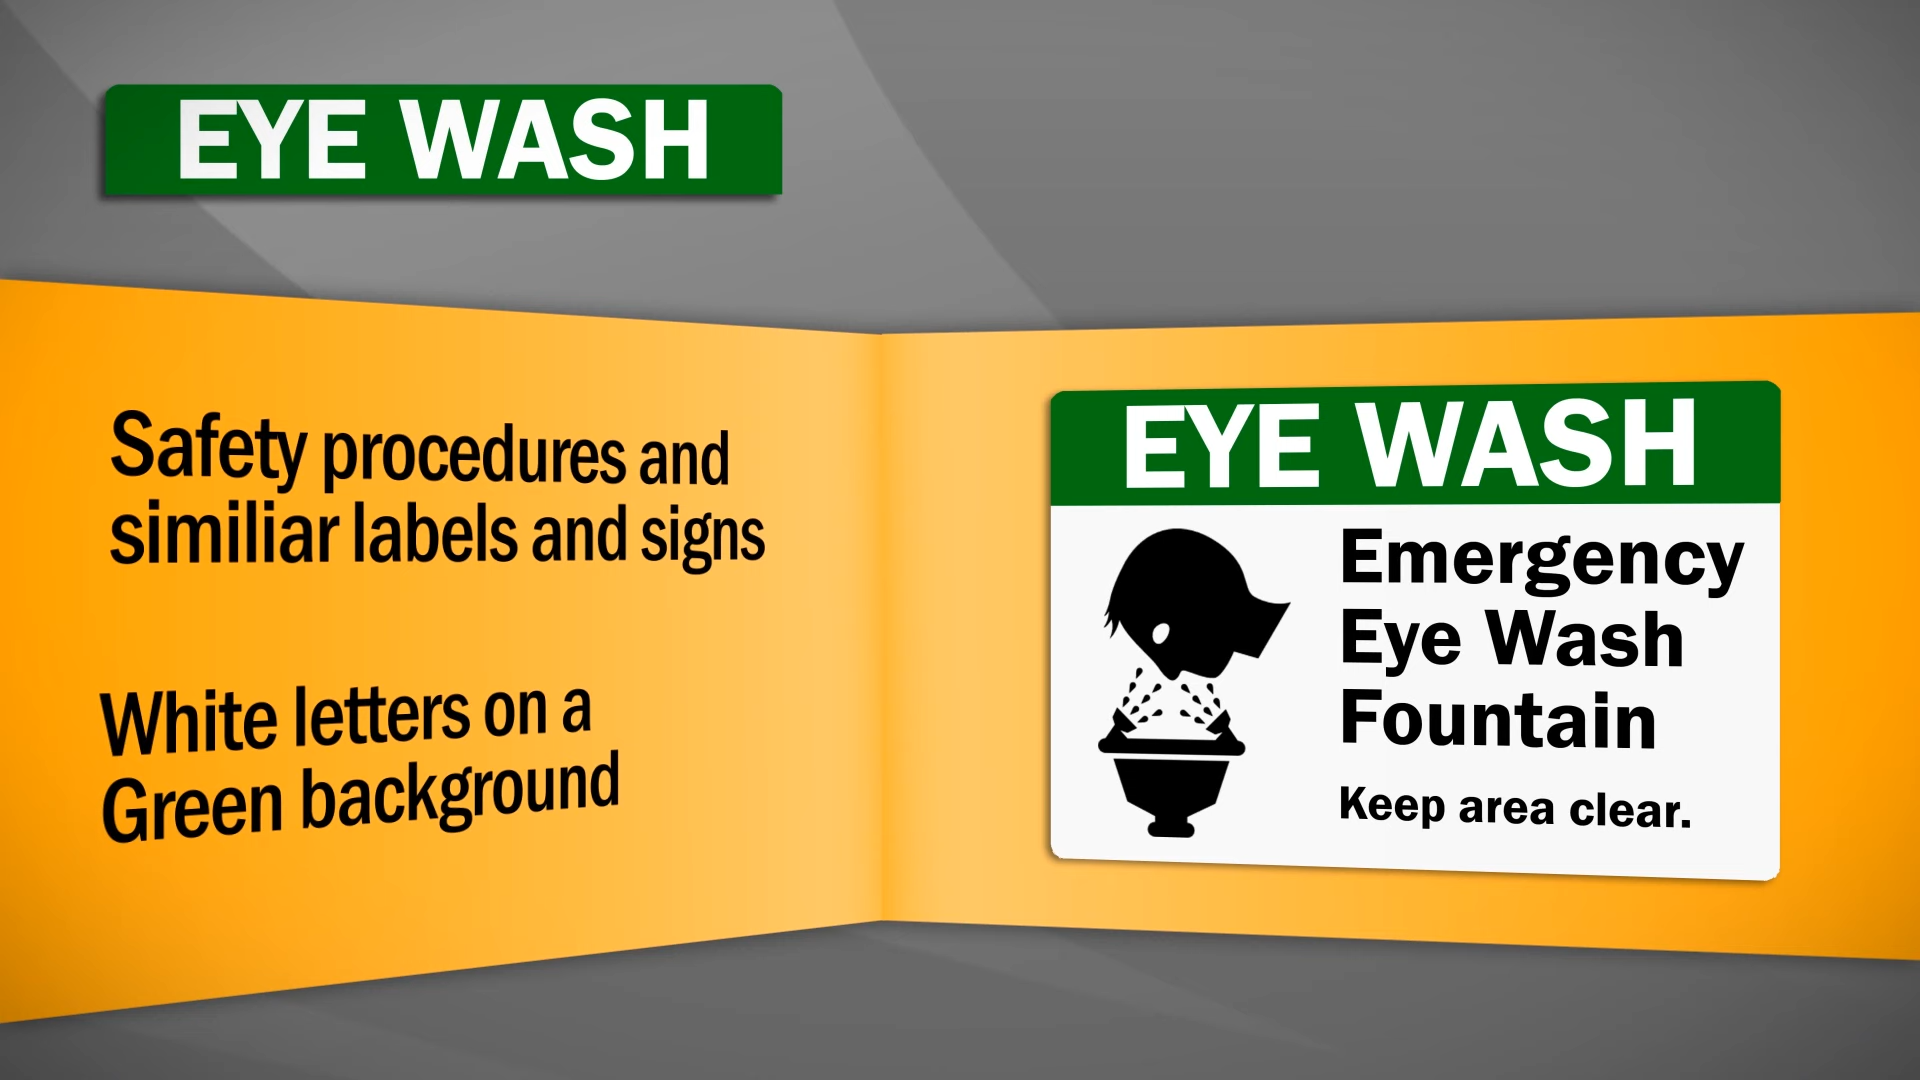 EYE WASH
Safety procedures and
similiar labels and signs
White letters on a
Green background
EYE WASH
Emergency
Eye Wash
Fountain
Keep area clear.